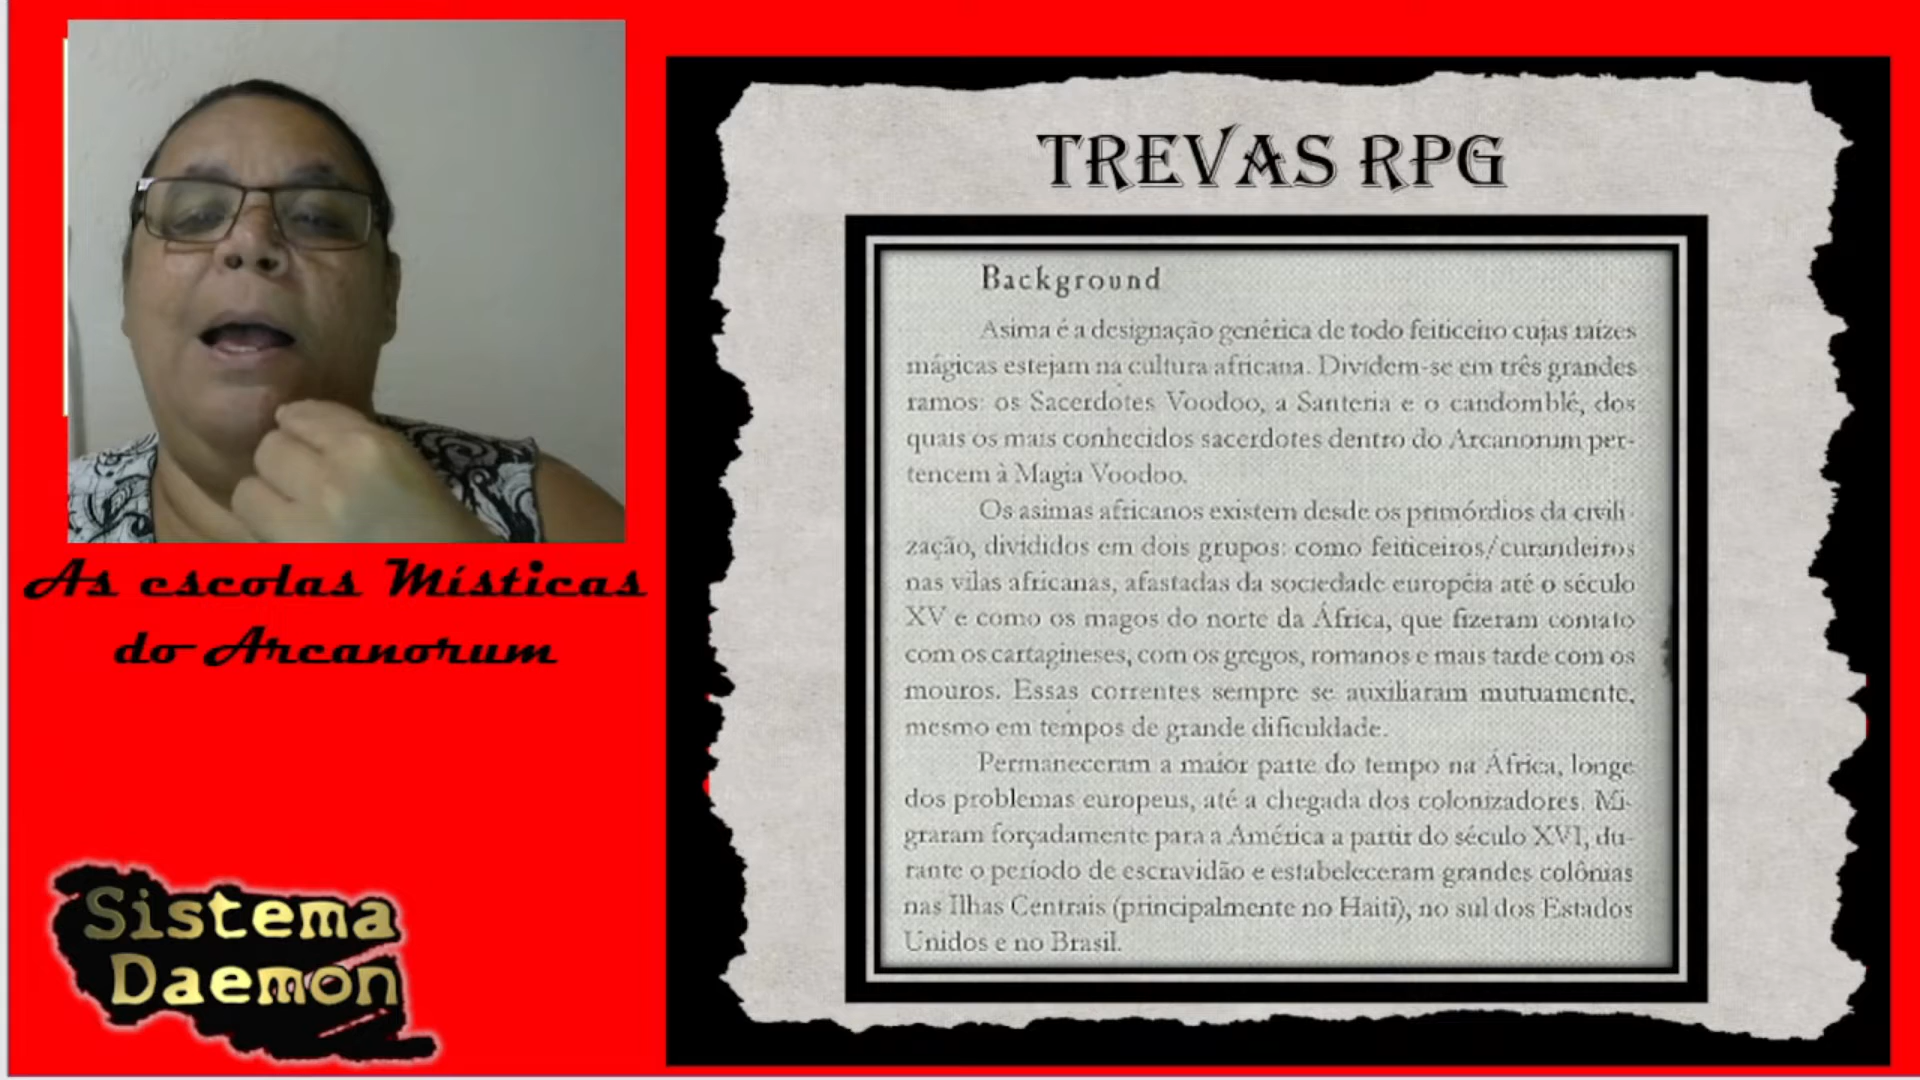 As escolas Místicas
do Arcanorum
Sistema
Daemon
TREVAS RPG
Background
Asima é a designação genérica de todo feiticeiro cujas raízes
mágicas estejam na cultura africana. Dividem-se em três grandes
ramos: os Sacerdotes Voodoo, a Santeria e o candomblé, dos
quais os mais conhecidos sacerdotes dentro do Arcanorum per-
tencem à Magia Voodoo.
Os asimas africanos existem desde os primórdios da civili-
zação, divididos em dois grupos: como feiticeiros/curandeiros
nas vilas africanas, afastadas da sociedade européia até o século
XV e como os magos do norte da África, que fizeram contato
com os cartagineses, com os gregos, romanos e mais tarde com os
mouros. Essas correntes sempre se auxiliaram mutuamente,
mesmo em tempos de grande dificuldade.
Permaneceram a maior parte do tempo na África, longe
dos problemas europeus, até a chegada dos colonizadores. Mi-
graram forçadamente para a América a partir do século XVI, du-
rante o período de escravidão e estabeleceram grandes colônias
nas Ilhas Centrais (principalmente no Haiti), no sul dos Estados
Unidos e no Brasil.